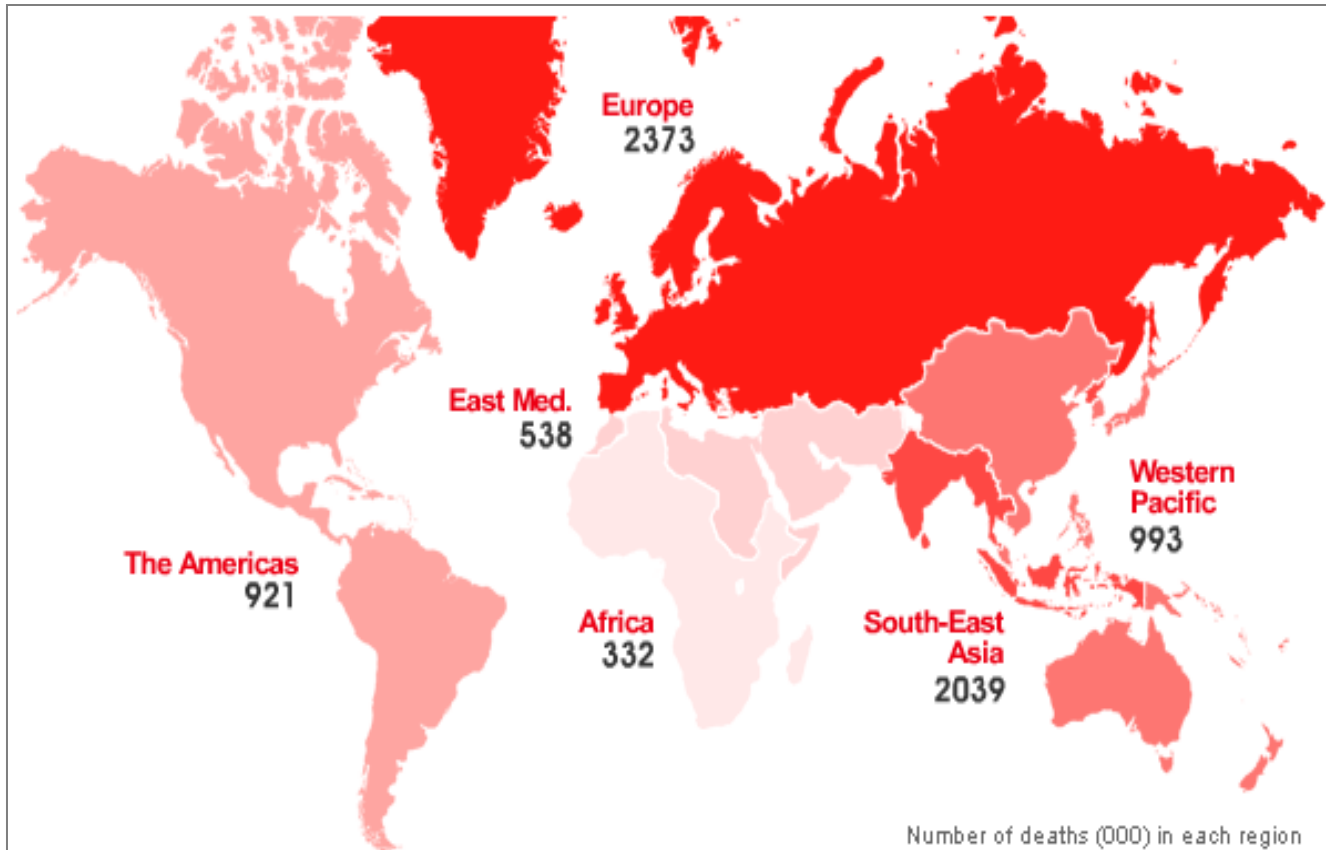 Europe
2373
East Med.
538
Western
Pacific
993
The Americas
921
Africa
332
South-East
Asia
2039
Number of deaths (000) in each region